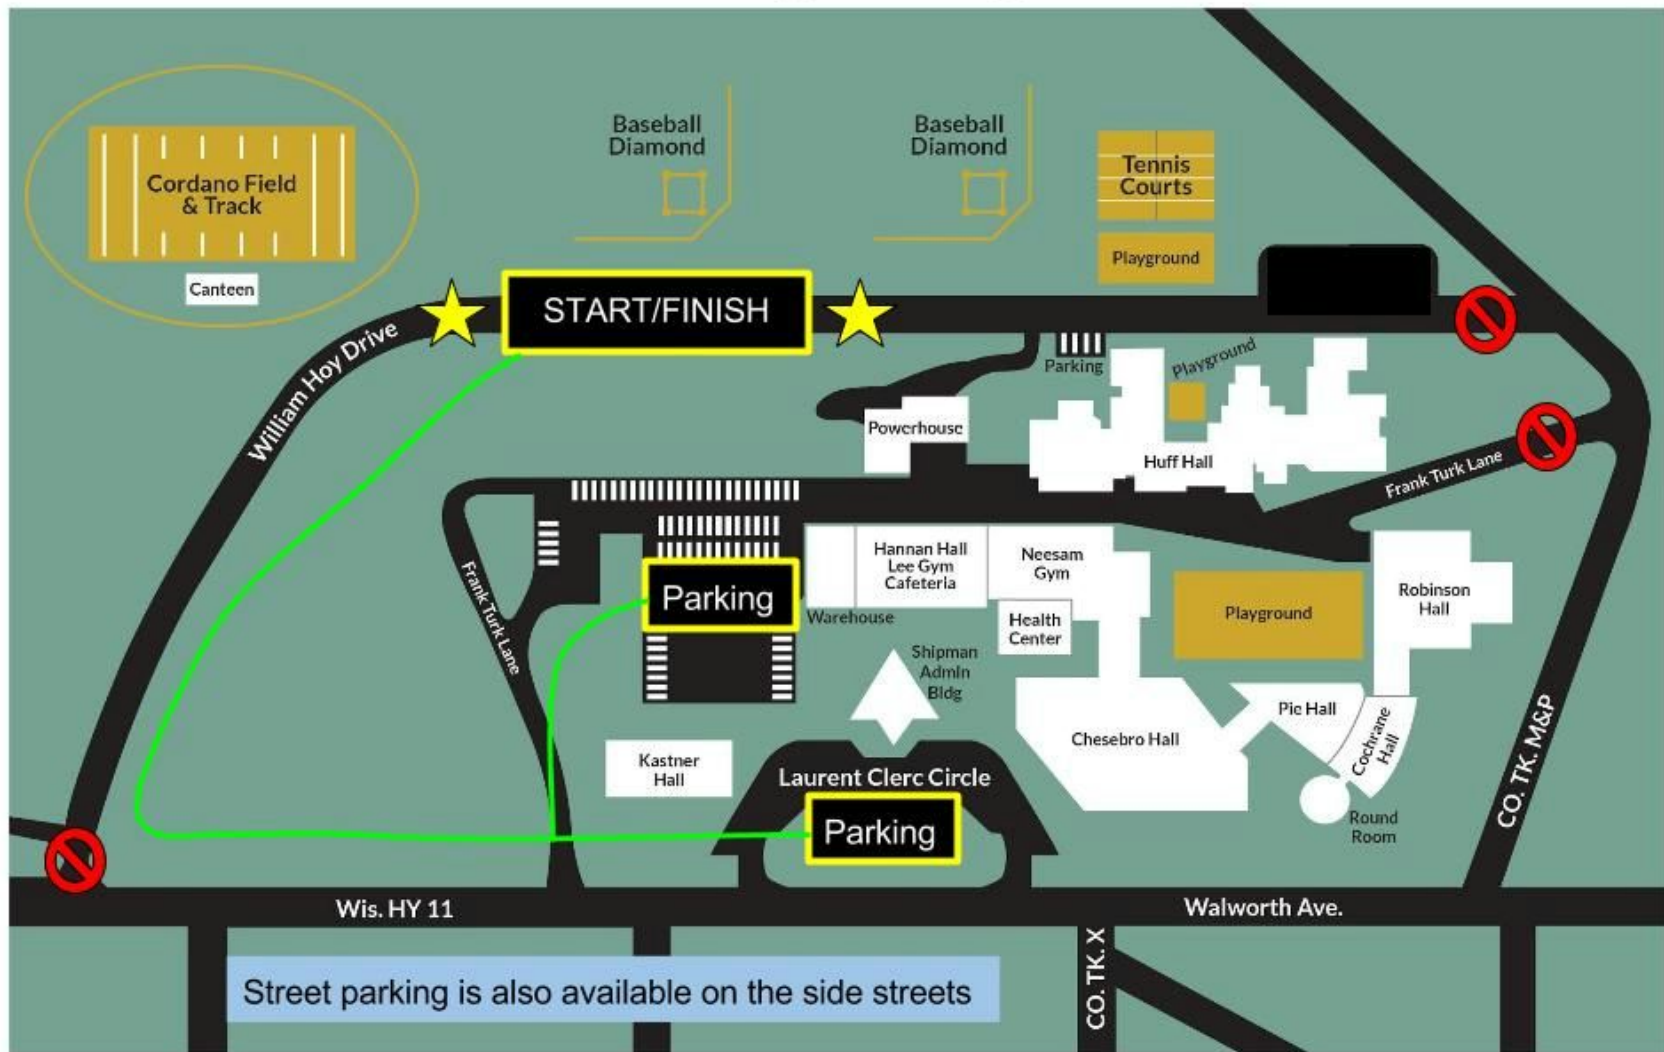 Baseball
Diamond
Baseball
Diamond
Tennis
Courts
Cordano Field
& Track
Playground
Canteen
START/FINISH
William Hoy Drive
Parking
Playground
Powerhouse
Huff Hall
Frank Turk Lane
Hannan Hall
Lee Gym
Cafeteria
Neesam
Gym
Frank Turk Lane
Parking
Warehouse
Health
Center
Playground
Robinson
Hall
Shipman
Admin
Bldg
Pic Hall
Cochrane
Hall
Chesebro Hall
CO. TK. M&P
Kastner
Hall
Laurent Clerc Circle
Parking
Round
Room
Wis. HY 11
Walworth Ave.
CO. TK. X
Street parking is also available on the side streets